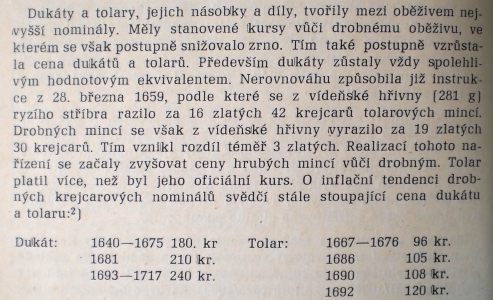 Dukáty a tolary, jejich násobky a díly, tvořily mezi oběživem nej-
vyšší nominály. Měly stanovené kursy vůči drobnému oběživu, ve
kterém se však postupně snižovalo zrno. Tím také postupně vzrůsta-
la cena dukátů a tolarů. Především dukáty zůstaly vždy spolehli-
vým hodnotovým ekvivalentem. Nerovnováhu způsobila již instruk-
ce z 28. března 1659, podle které se z vídeňské hřivny (281 g)
ryzího stříbra razilo za 16 zlatých 42 krejcarů tolarových mincí.
Drobných mincí se však z vídeňské hřivny vyrazilo za 19 zlatých
30 krejcarů. Tím vznikl rozdíl téměř 3 zlatých. Realizací tohoto na-
řízení se začaly zvyšovat ceny hrubých mincí vůči drobným. Tolar
platil více, než byl jeho oficiální kurs. O inflační tendenci drob-
ných krejcarových nominálů svědčí stále stoupající cena dukátu
a tolaru:²)
Dukát: 1640—1675 180. kr Tolar: 1667—1676 96 kr.
1681 210 kr 1686 105 kr.
1693—1717 240 kr. 1690 108 kr.
1692 120 kr.